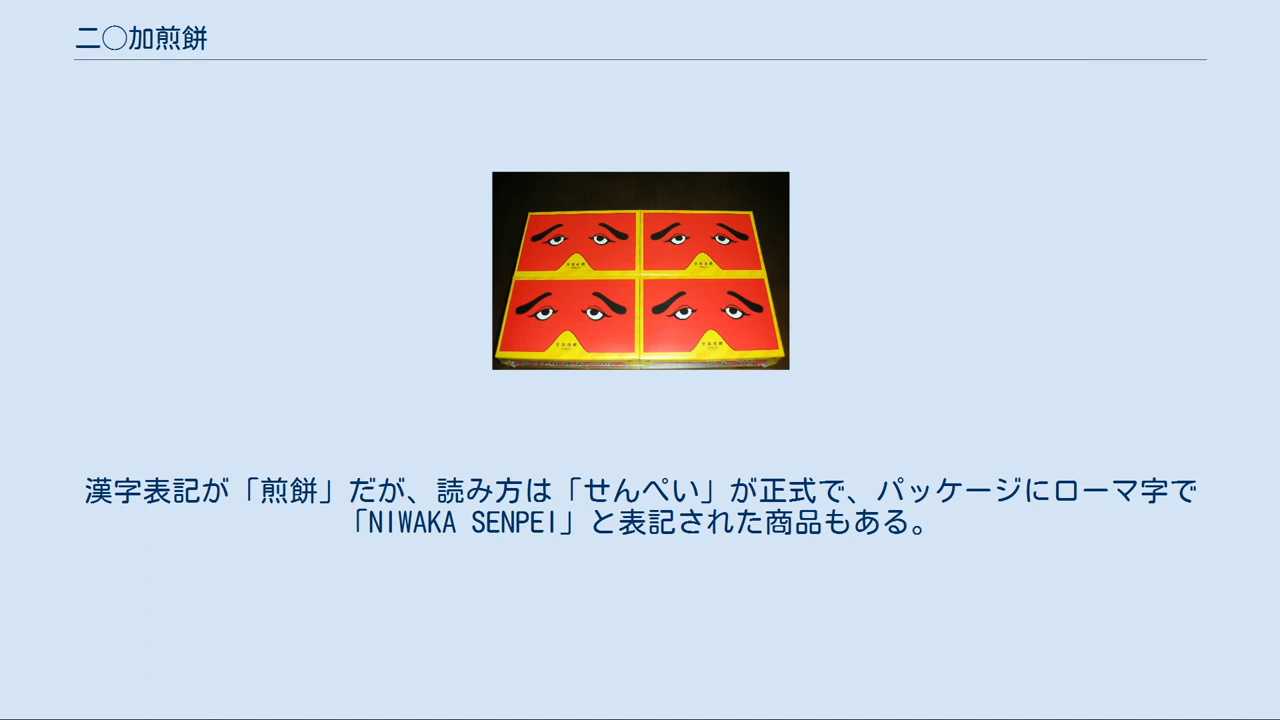 二〇加煎餅
漢字表記が「煎餅」だが、読み方は「せんぺい」が正式で、パッケージにローマ字で
「NIWAKA SENPEI」と表記された商品もある。